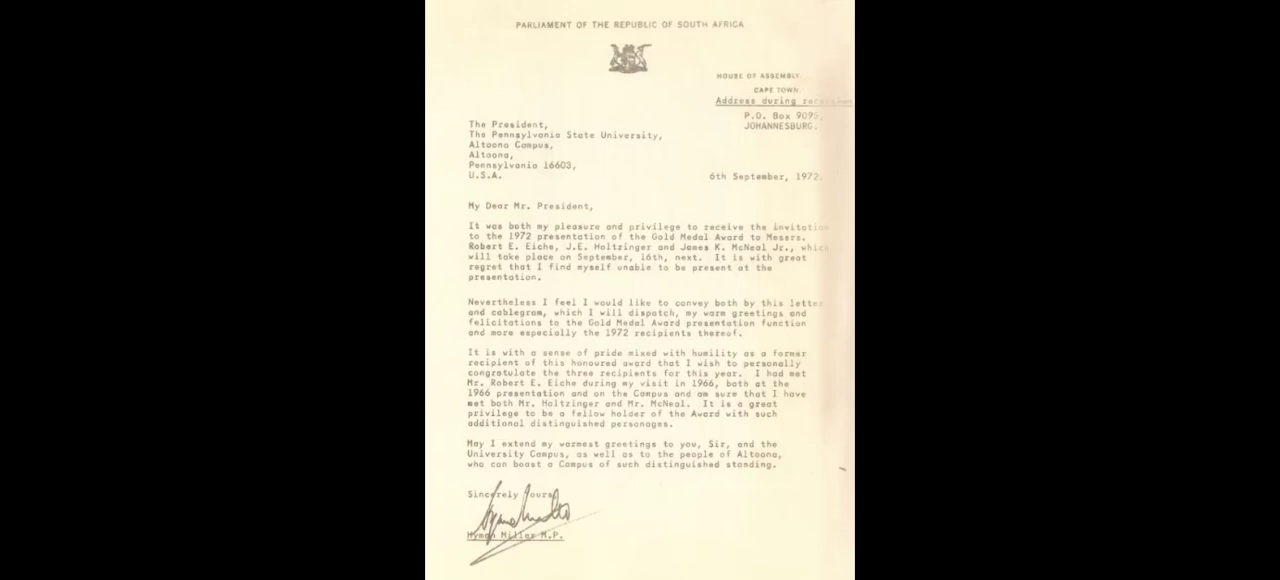 PARLIAMENT OF THE REPUBLIC OF SOUTH AFRICA
HOUSE OF ASSEMBLY.
CAPE TOWN.
Address during recession
P.O. Box 9095,
JOHANNESBURG.
The President,
The Pennsylvania State University,
Altoona Campus,
Altoona,
Pennsylvania 16603,
U.S.A.
6th September, 1972.
My Dear Mr. President,
It was both my pleasure and privilege to receive the invitation
to the 1972 presentation of the Gold Medal Award to Messrs.
Robert E. Eiche, J.E. Holtzinger and James K. McNeal Jr., which
will take place on September, 16th, next. It is with great
regret that I find myself unable to be present at the
presentation.
Nevertheless I feel I would like to convey both by this letter
and cablegram, which I will dispatch, my warm greetings and
felicitations to the Gold Medal Award presentation function
and more especially the 1972 recipients thereof.
It is with a sense of pride mixed with humility as a former
recipient of this honoured award that I wish to personally
congratulate the three recipients for this year. I had met
Mr. Robert E. Eiche during my visit in 1966, both at the
1966 presentation and on the Campus and am sure that I have
met both Mr. Holtzinger and Mr. McNeal. It is a great
privilege to be a fellow holder of the Award with such
additional distinguished personages.
May I extend my warmest greetings to you, Sir, and the
University Campus, as well as to the people of Altoona,
who can boast a Campus of such distinguished standing.
Sincerely Yours
Hyman Miller M.P.